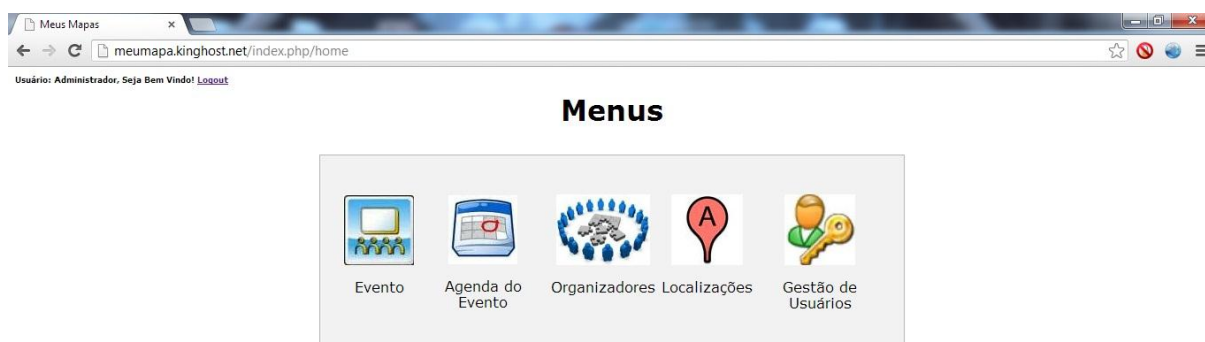 Meus Mapas
meumapa.kinghost.net/index.php/home
Usuário: Administrador, Seja Bem Vindo! Logout
Menus
A
Evento
Agenda do
Evento
Organizadores
Localizações
Gestão de
Usuários